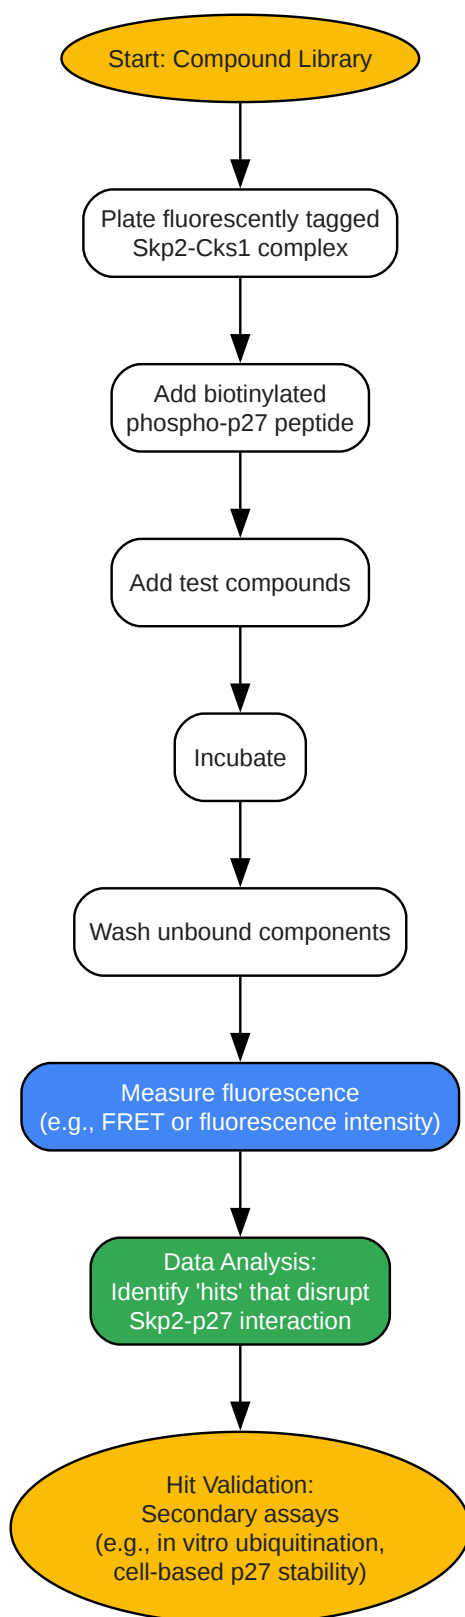 Start: Compound Library
Plate fluorescently tagged
Skp2-Cks1 complex
Add biotinylated
phospho-p27 peptide
Add test compounds
Incubate
Wash unbound components
Measure fluorescence
(e.g., FRET or fluorescence intensity)
Data Analysis:
Identify 'hits' that disrupt
Skp2-p27 interaction
Hit Validation:
Secondary assays
(e.g., in vitro ubiquitination,
cell-based p27 stability)